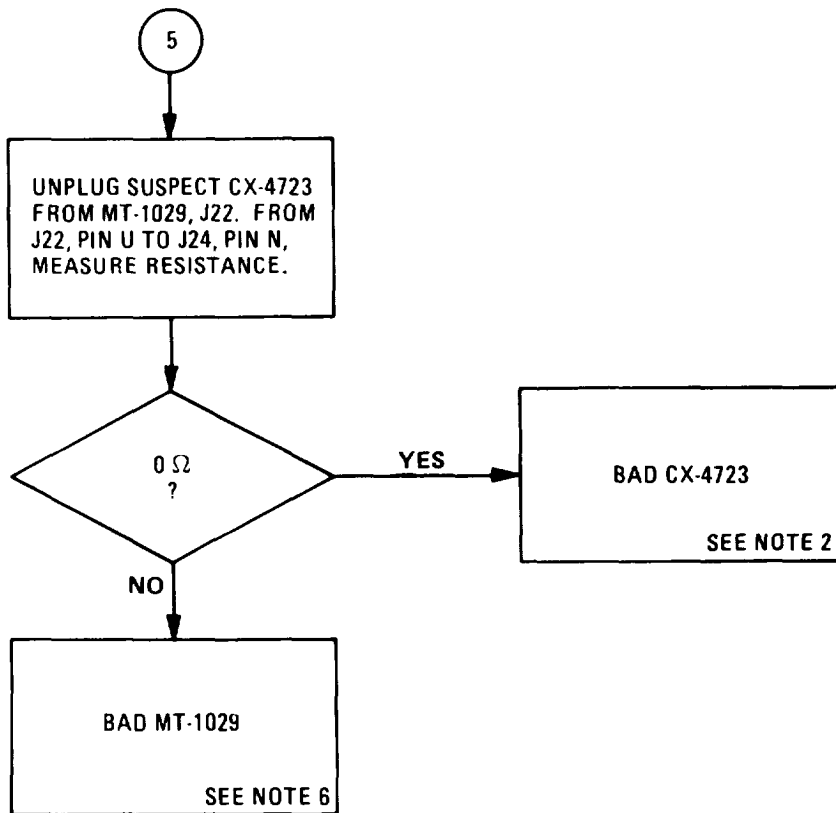 5
UNPLUG SUSPECT CX-4723
FROM MT-1029, J22. FROM
J22, PIN U TO J24, PIN N,
MEASURE RESISTANCE.
0 Ω
?
YES
BAD CX-4723
SEE NOTE 2
NO
BAD MT-1029
SEE NOTE 6